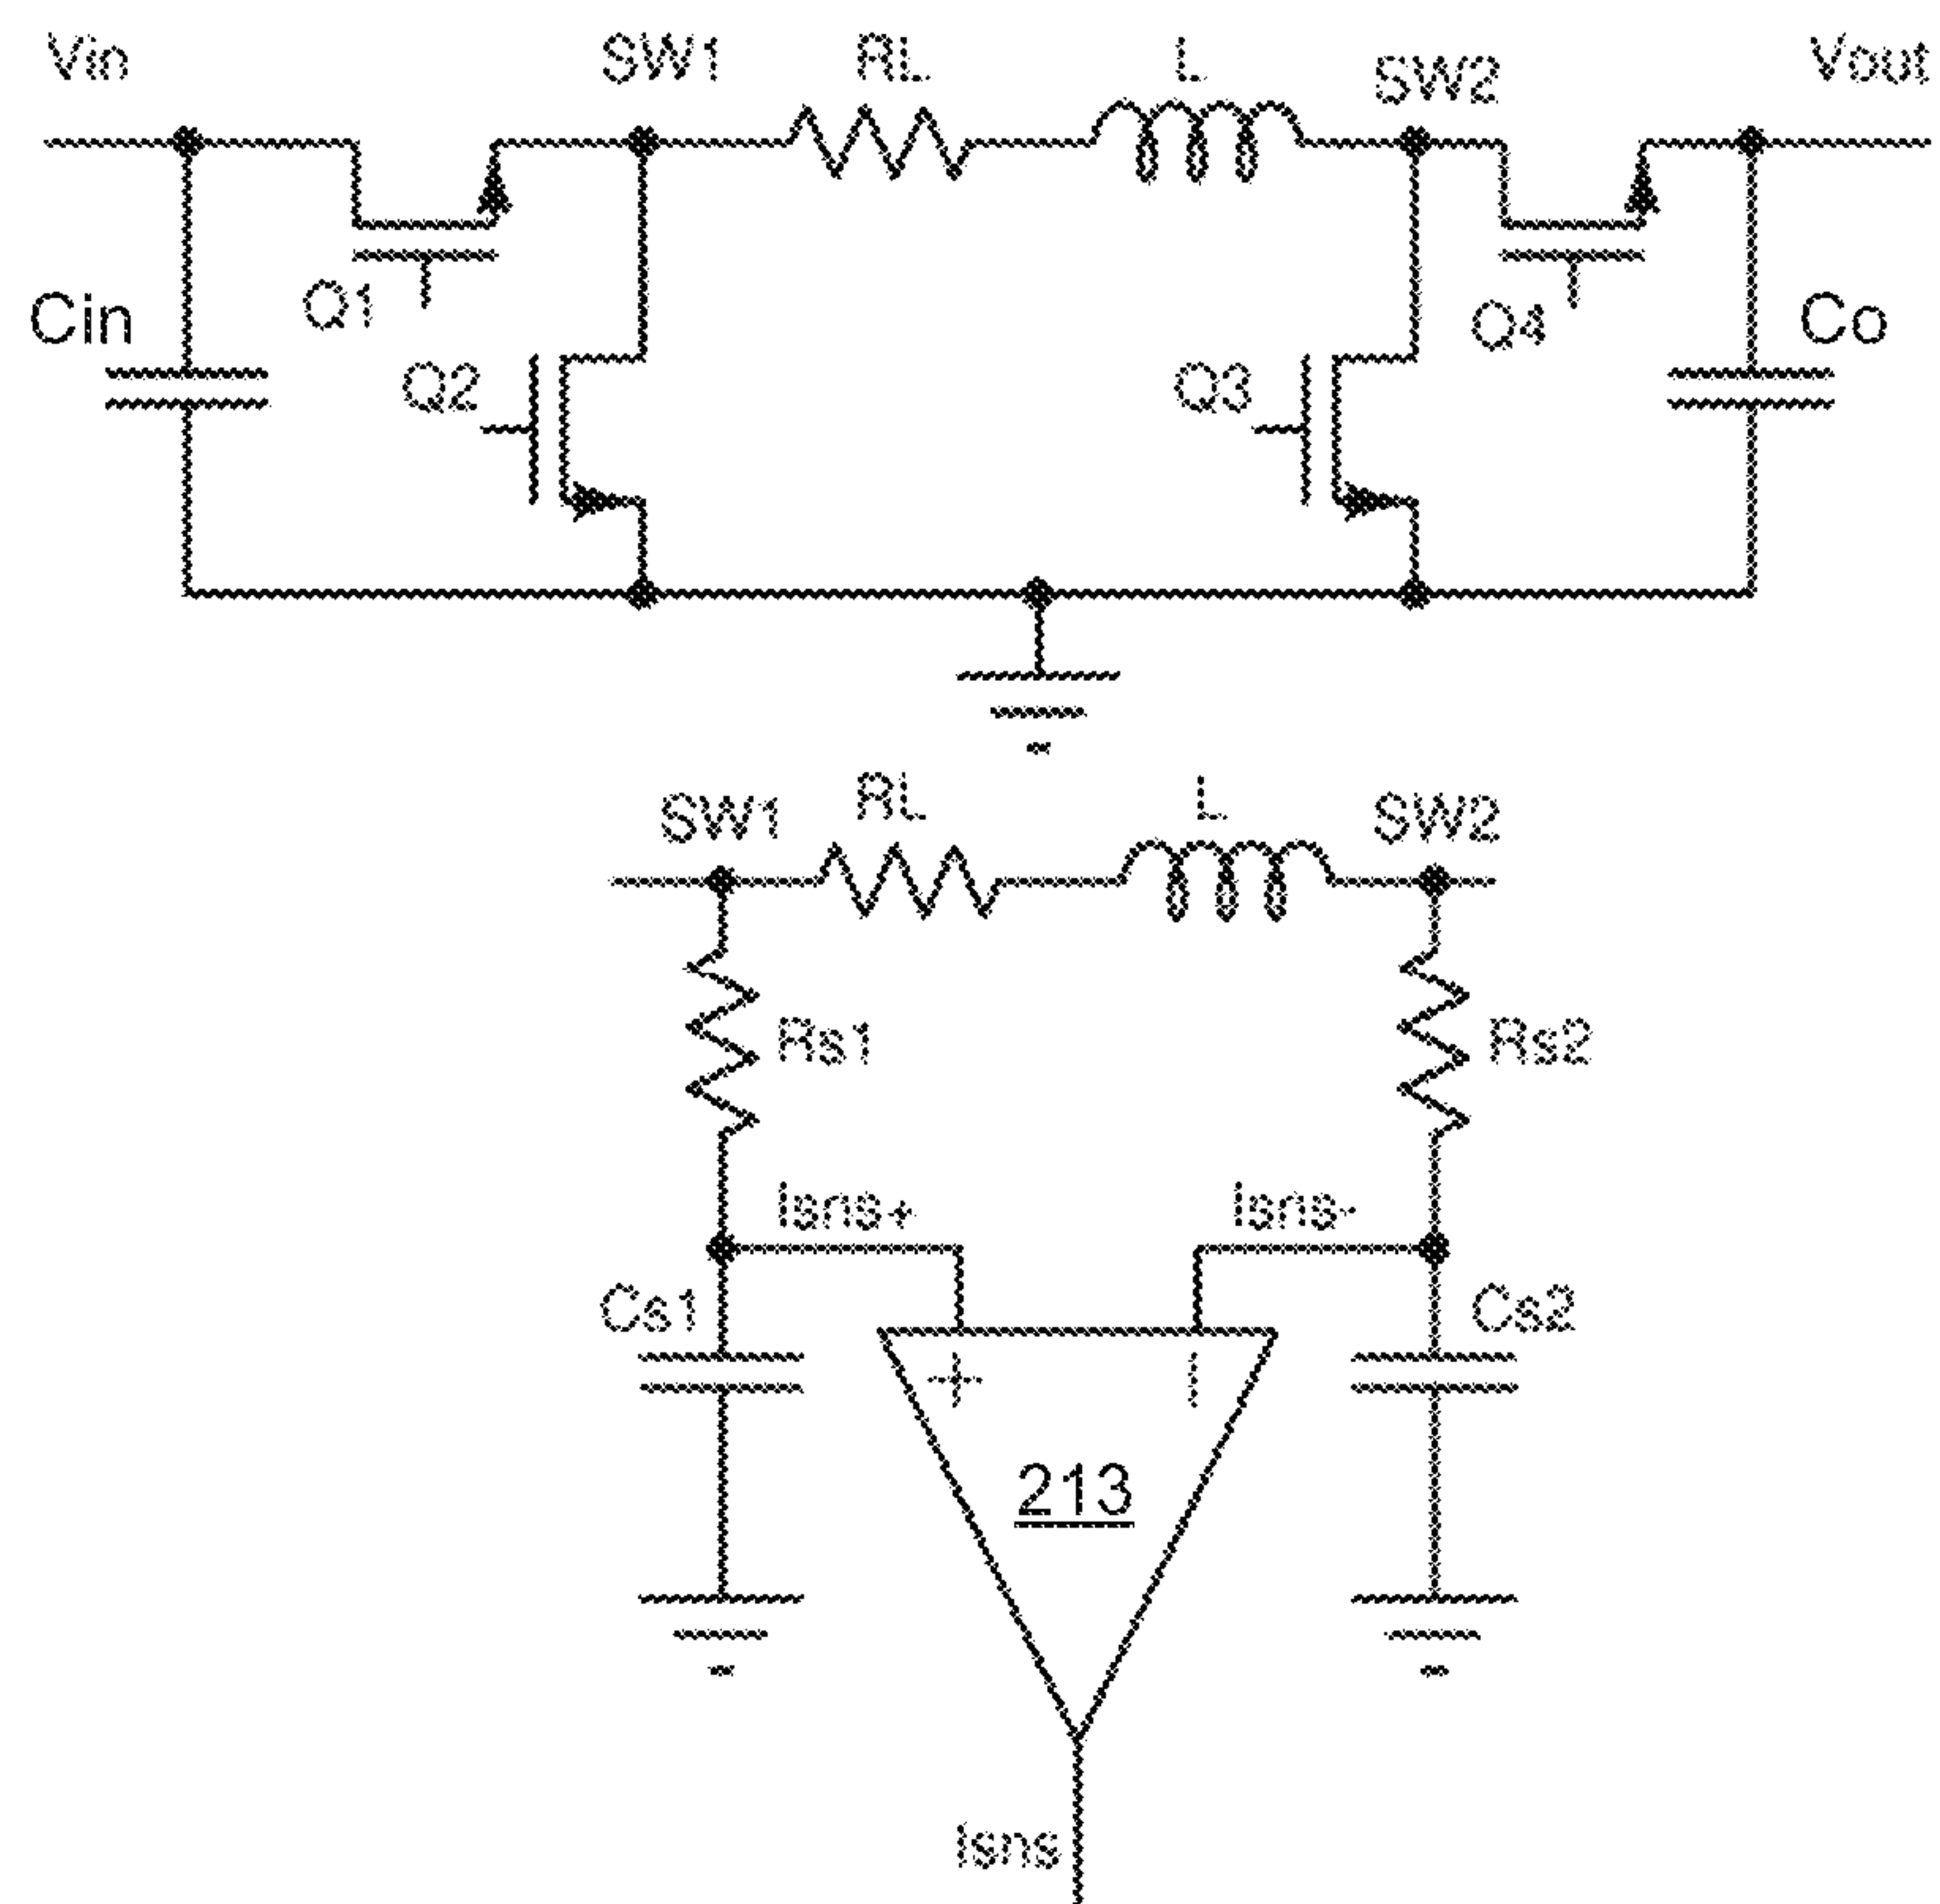 Vin
SW1
RL
L
SW2
Vout
Cin
Q1
Q2
Q3
Q4
Co
SW1
RL
L
SW2
Rs1
Rs2
Isns+
Isns-
Cs1
Cs2
+
-
213
Isns